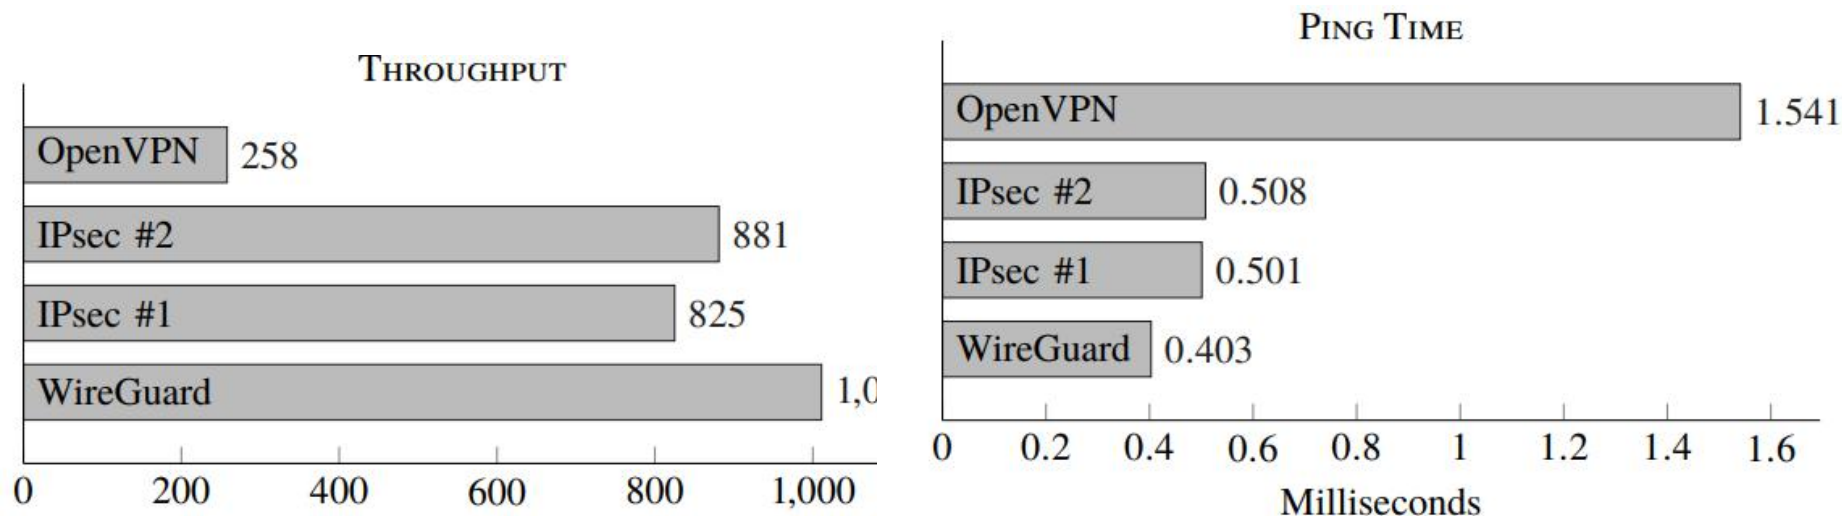 THROUGHPUT
OpenVPN 258
IPsec #2 881
IPsec #1 825
WireGuard 1,0
0 200 400 600 800 1,000
PING TIME
OpenVPN 1.541
IPsec #2 0.508
IPsec #1 0.501
WireGuard 0.403
0 0.2 0.4 0.6 0.8 1 1.2 1.4 1.6
Milliseconds